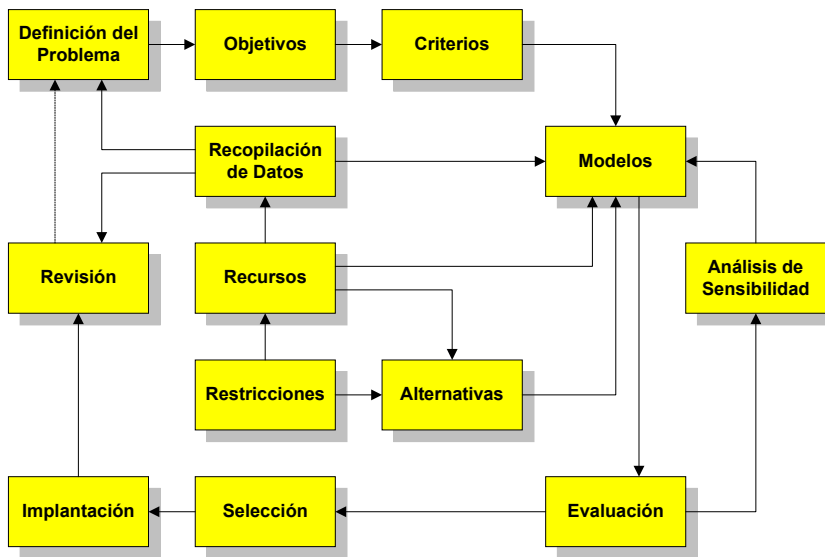 Definición del
Problema
Objetivos
Criterios
Recopilación
de Datos
Modelos
Revisión
Recursos
Análisis de
Sensibilidad
Restricciones
Alternativas
Implantación
Selección
Evaluación